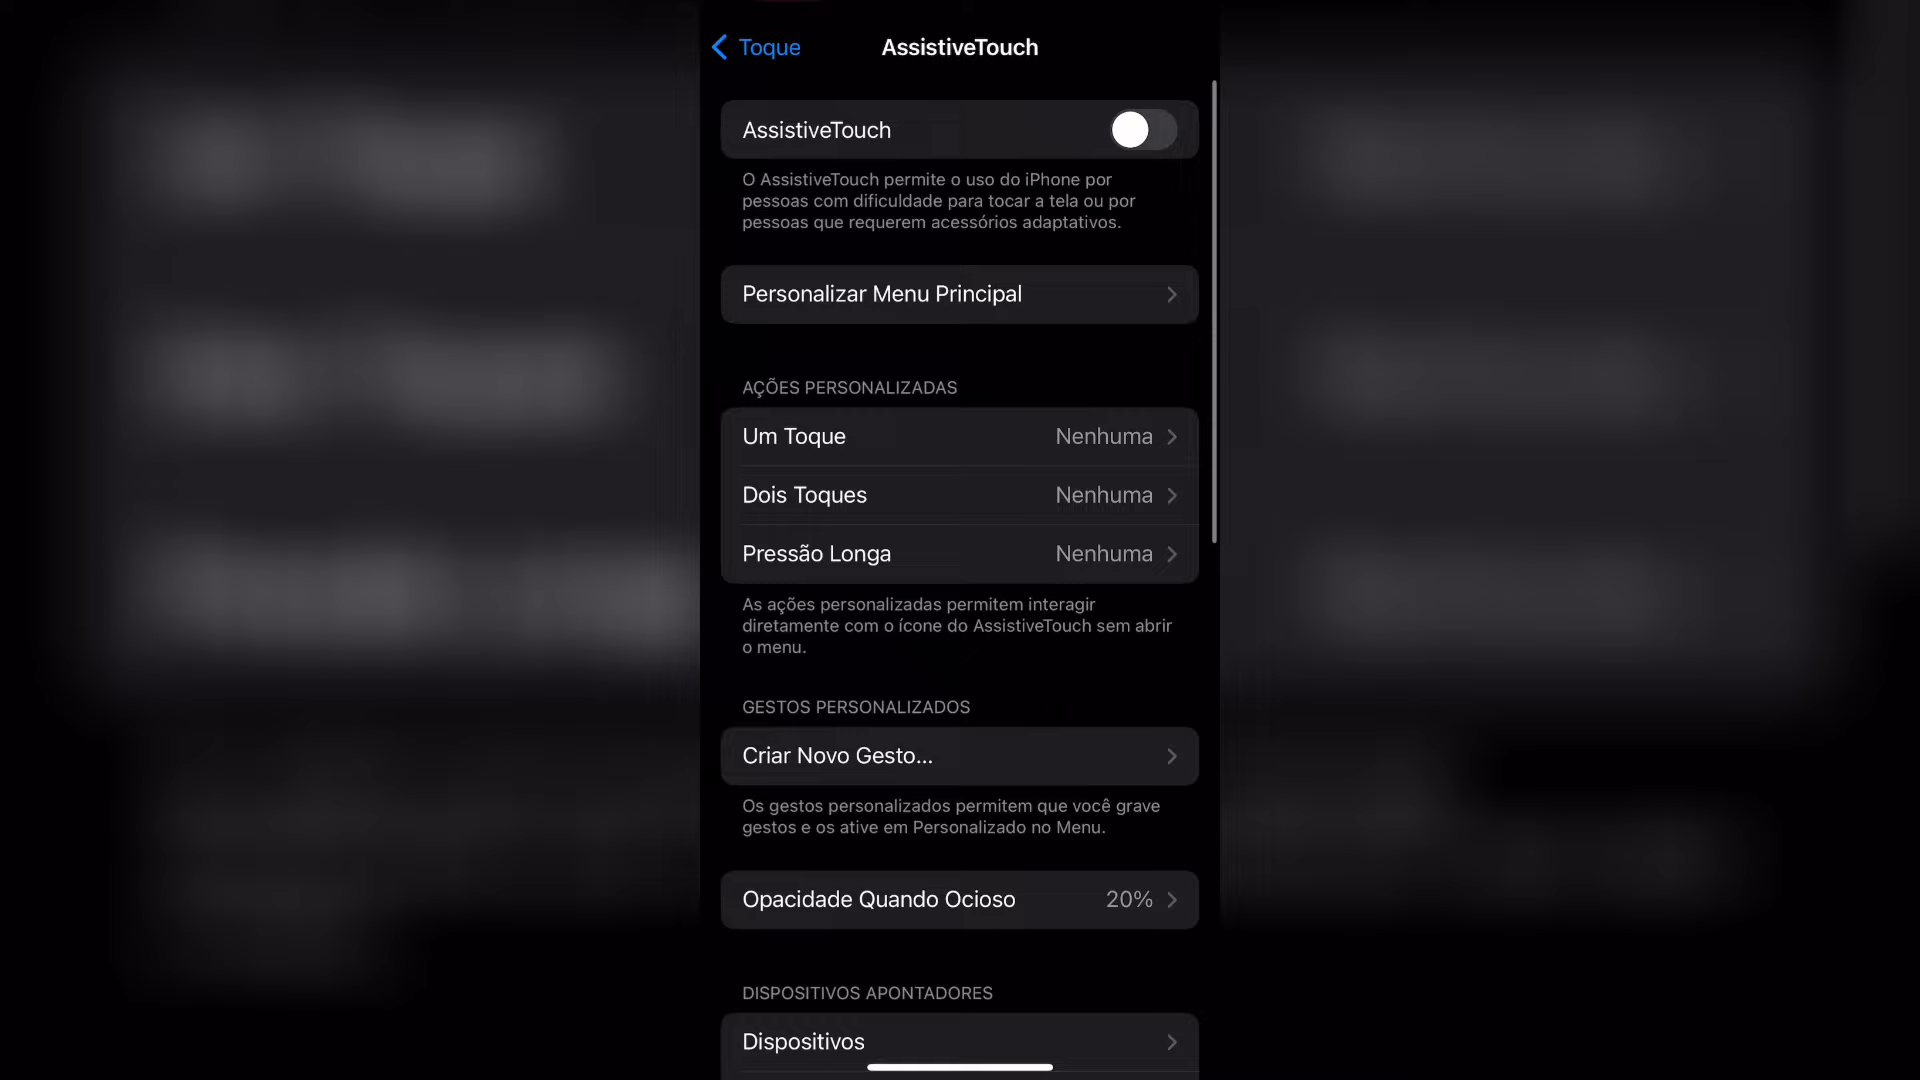 Toque
AssistiveTouch
AssistiveTouch
O AssistiveTouch permite o uso do iPhone por
pessoas com dificuldade para tocar a tela ou por
pessoas que requerem acessórios adaptativos.
Personalizar Menu Principal
AÇÕES PERSONALIZADAS
Um Toque Nenhuma
Dois Toques Nenhuma
Pressão Longa Nenhuma
As ações personalizadas permitem interagir
diretamente com o ícone do AssistiveTouch sem abrir
o menu.
GESTOS PERSONALIZADOS
Criar Novo Gesto...
Os gestos personalizados permitem que você grave
gestos e os ative em Personalizado no Menu.
Opacidade Quando Ocioso 20%
DISPOSITIVOS APONTADORES
Dispositivos